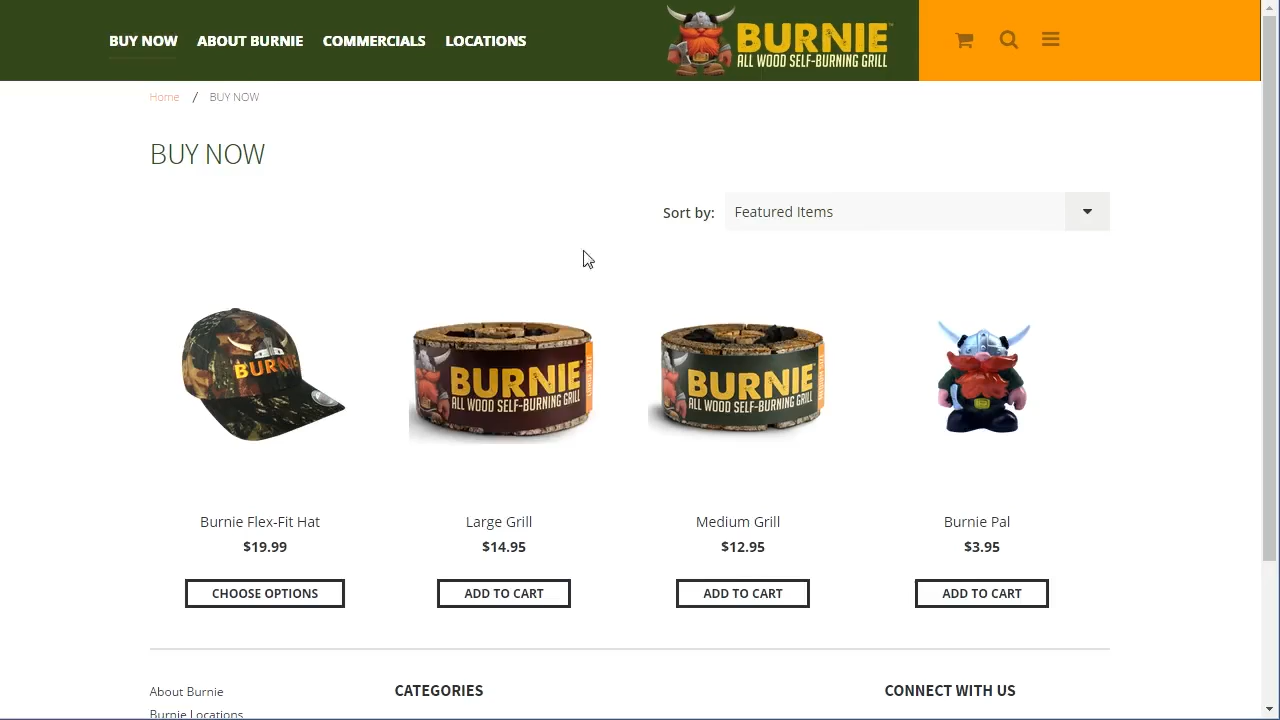 BUY NOW ABOUT BURNIE COMMERCIALS LOCATIONS
BURNIE™
ALL WOOD SELF-BURNING GRILL
Home / BUY NOW
BUY NOW
Sort by: Featured Items
BURNIE
BURNIE
ALL WOOD SELF-BURNING GRILL
BURNIE
ALL WOOD SELF-BURNING GRILL
Burnie Flex-Fit Hat
$19.99
CHOOSE OPTIONS
Large Grill
$14.95
ADD TO CART
Medium Grill
$12.95
ADD TO CART
Burnie Pal
$3.95
ADD TO CART
About Burnie
Burnie Locations
CATEGORIES
CONNECT WITH US